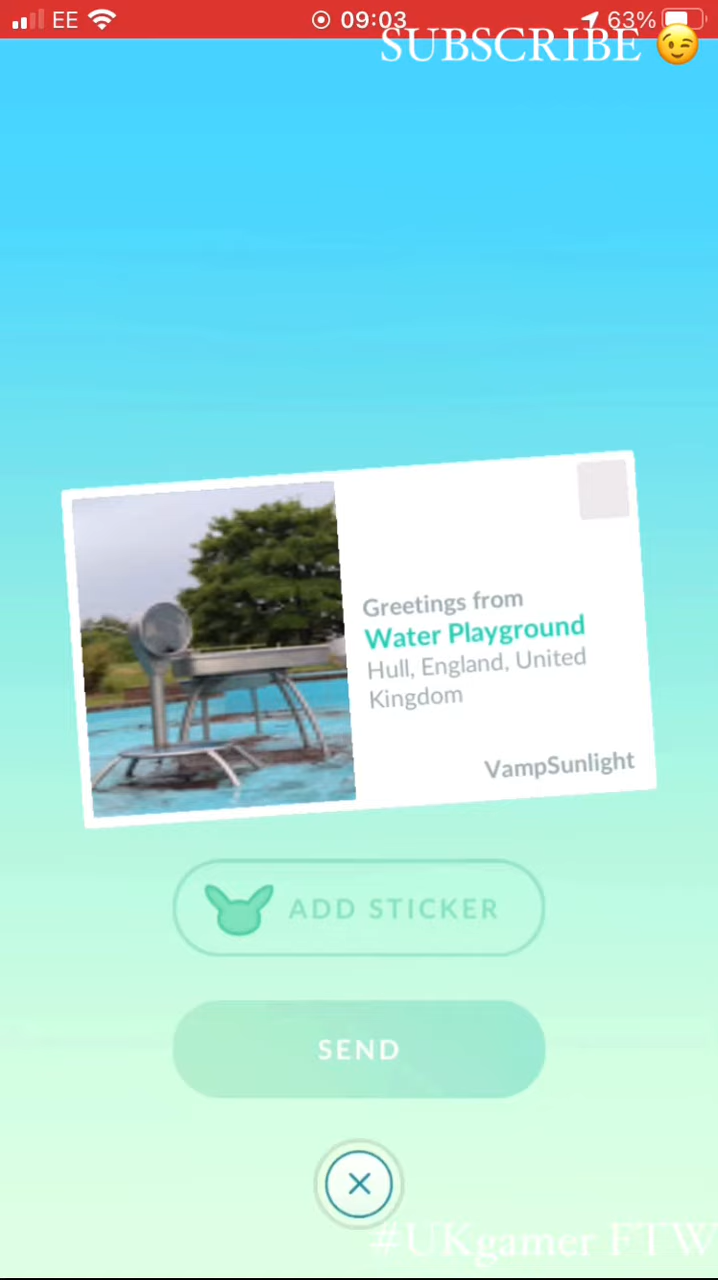 EE 09:03 63%
SUBSCRIBE 😉
Greetings from
Water Playground
Hull, England, United
Kingdom
VampSunlight
ADD STICKER
SEND
#UKgamer FTW